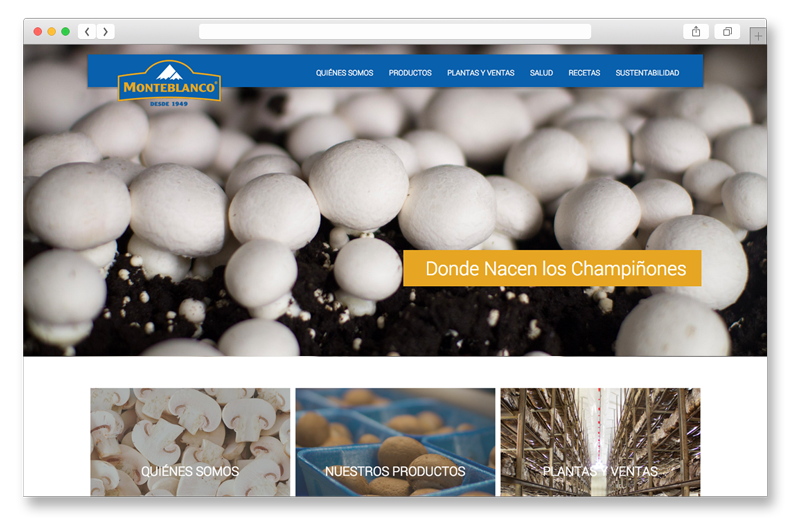 MONTEBLANCO®
DESDE 1949
QUIÉNES SOMOS PRODUCTOS PLANTAS Y VENTAS SALUD RECETAS SUSTENTABILIDAD
Donde Nacen los Champiñones
QUIÉNES SOMOS
NUESTROS PRODUCTOS
PLANTAS Y VENTAS